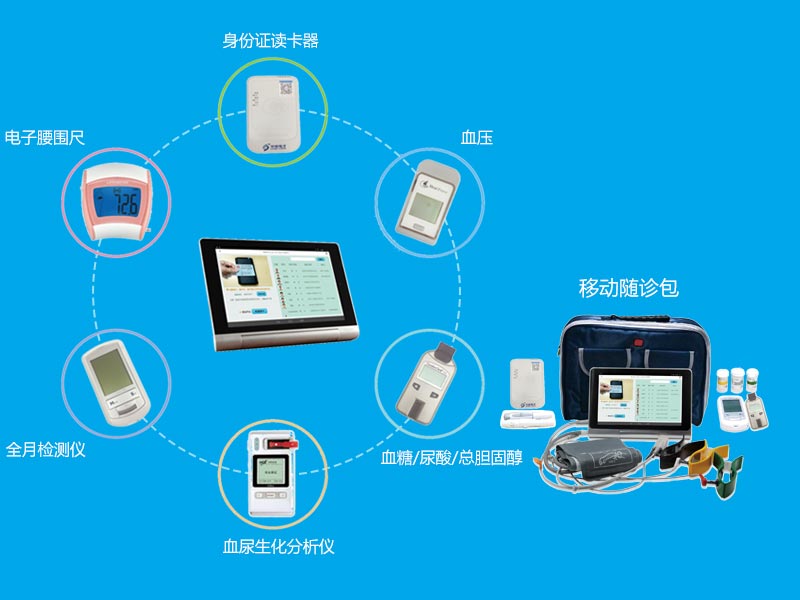 身份证读卡器
电子腰围尺
血压
72.6
移动随诊包
全月检测仪
血糖/尿酸/总胆固醇
血尿生化分析仪